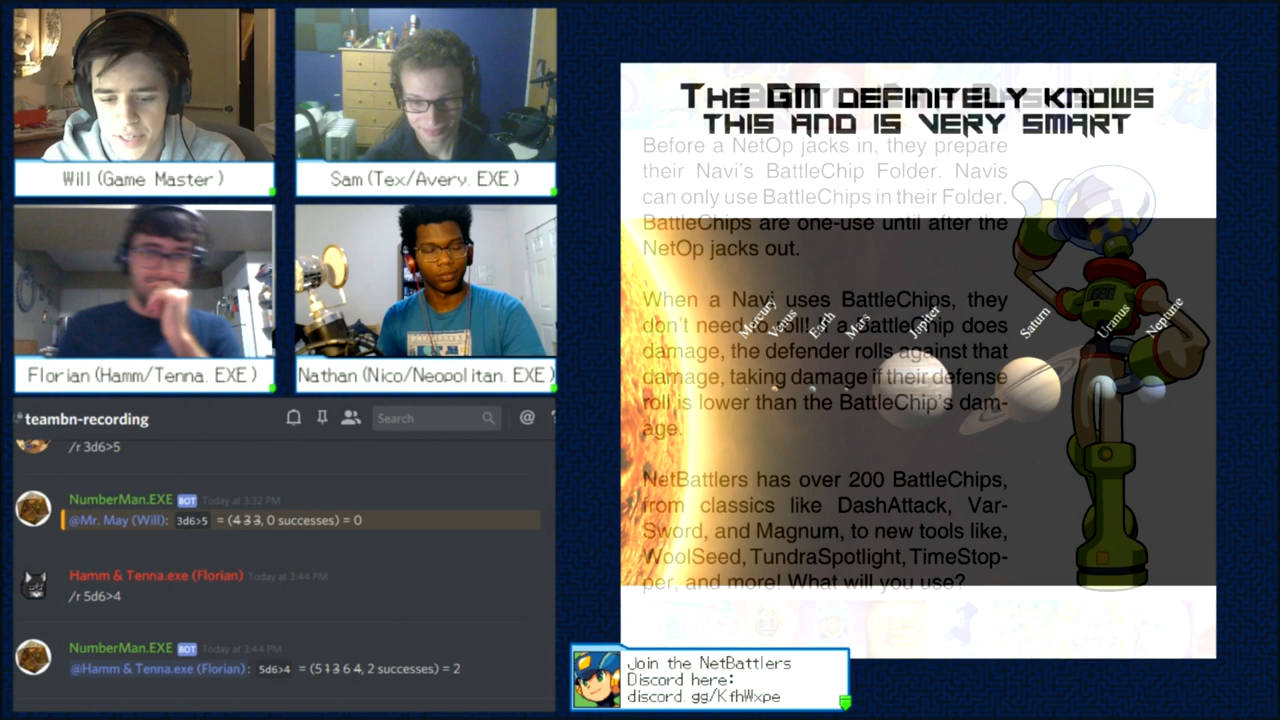 Will (Game Master)
Sam (Tex/Avery. EXE)
Florian (Hamm/Tenna. EXE)
Nathan (Nico/Neopolitan. EXE)
teambn-recording
Search
@
/r 3d6>5
NumberMan.EXE BOT Today at 3:32 PM
@Mr. May (Will): 3d6>5 = (4 3 3, 0 successes) = 0
Hamm & Tenna.exe (Florian) Today at 3:44 PM
/r 5d6>4
NumberMan.EXE BOT Today at 3:44 PM
@Hamm & Tenna.exe (Florian): 5d6>4 = (5 1 3 6 4, 2 successes) = 2
The GM definitely knows
this and is very smart
Before a NetOp jacks in, they prepare
their Navi's BattleChip Folder. Navis
can only use BattleChips in their Folder.
BattleChips are one-use until after the
NetOp jacks out.
When a Navi uses BattleChips, they
don't need to roll! If a BattleChip does
damage, the defender rolls against that
damage, taking damage if their defense
roll is lower than the BattleChip's dam-
age.
NetBattlers has over 200 BattleChips,
from classics like DashAttack, Var-
Sword, and Magnum, to new tools like,
WoolSeed, TundraSpotlight, TimeStop-
per, and more! What will you use?
Mercury
Venus
Earth
Mars
Jupiter
Saturn
Uranus
Neptune
Join the NetBattlers
Discord here:
discord.gg/KfhWxpe